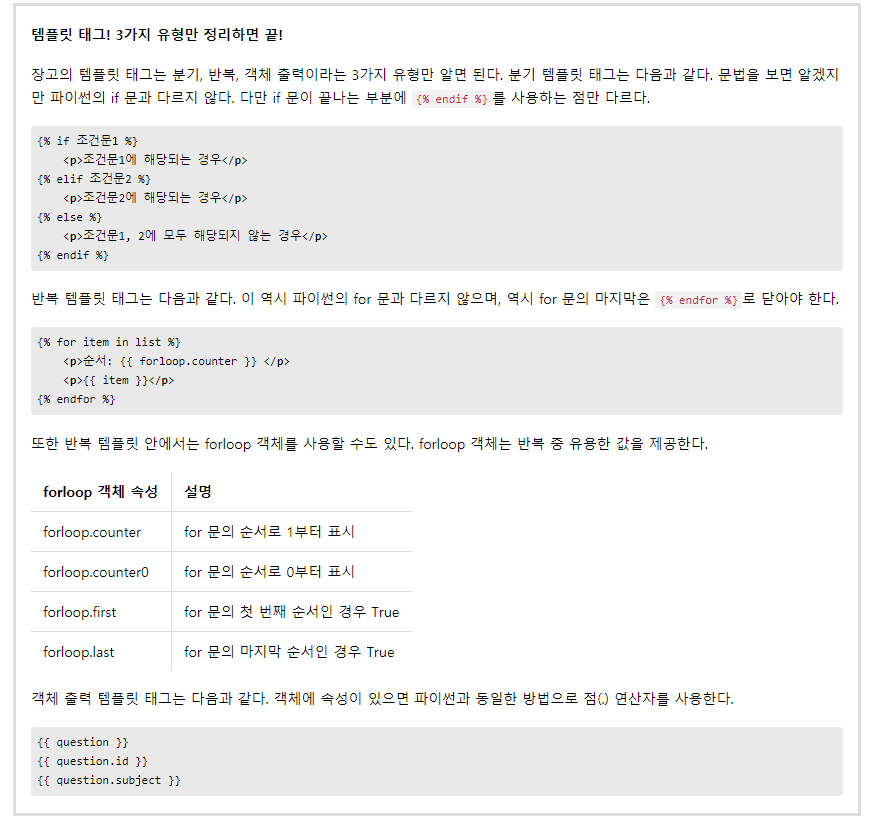 템플릿 태그! 3가지 유형만 정리하면 끝!
장고의 템플릿 태그는 분기, 반복, 객체 출력이라는 3가지 유형만 알면 된다. 분기 템플릿 태그는 다음과 같다. 문법을 보면 알겠지
만 파이썬의 if 문과 다르지 않다. 다만 if 문이 끝나는 부분에 {% endif %} 를 사용하는 점만 다르다.
{% if 조건문1 %}
    <p>조건문1에 해당되는 경우</p>
{% elif 조건문2 %}
    <p>조건문2에 해당되는 경우</p>
{% else %}
    <p>조건문1, 2에 모두 해당되지 않는 경우</p>
{% endif %}
반복 템플릿 태그는 다음과 같다. 이 역시 파이썬의 for 문과 다르지 않으며, 역시 for 문의 마지막은 {% endfor %} 로 닫아야 한다.
{% for item in list %}
    <p>순서: {{ forloop.counter }} </p>
    <p>{{ item }}</p>
{% endfor %}
또한 반복 템플릿 안에서는 forloop 객체를 사용할 수도 있다. forloop 객체는 반복 중 유용한 값을 제공한다.
forloop 객체 속성 설명
forloop.counter for 문의 순서로 1부터 표시
forloop.counter0 for 문의 순서로 0부터 표시
forloop.first for 문의 첫 번째 순서인 경우 True
forloop.last for 문의 마지막 순서인 경우 True
객체 출력 템플릿 태그는 다음과 같다. 객체에 속성이 있으면 파이썬과 동일한 방법으로 점(.) 연산자를 사용한다.
{{ question }}
{{ question.id }}
{{ question.subject }}